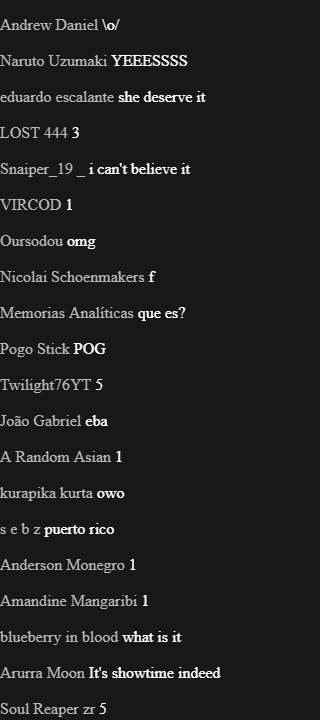 Andrew Daniel \o/
Naruto Uzumaki YEEESSSS
eduardo escalante she deserve it
LOST 444 3
Snaiper_19 _ i can't believe it
VIRCOD 1
Oursodou omg
Nicolai Schoenmakers f
Memorias Analíticas que es?
Pogo Stick POG
Twilight76YT 5
João Gabriel eba
A Random Asian 1
kurapika kurta owo
s e b z puerto rico
Anderson Monegro 1
Amandine Mangaribi 1
blueberry in blood what is it
Arurra Moon It's showtime indeed
Soul Reaper zr 5